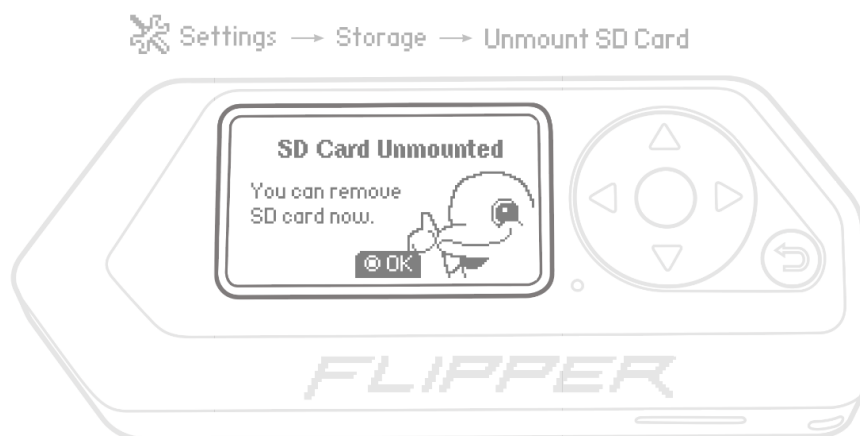 Settings → Storage → Unmount SD Card
SD Card Unmounted
You can remove
SD card now.
OK
FLIPPER